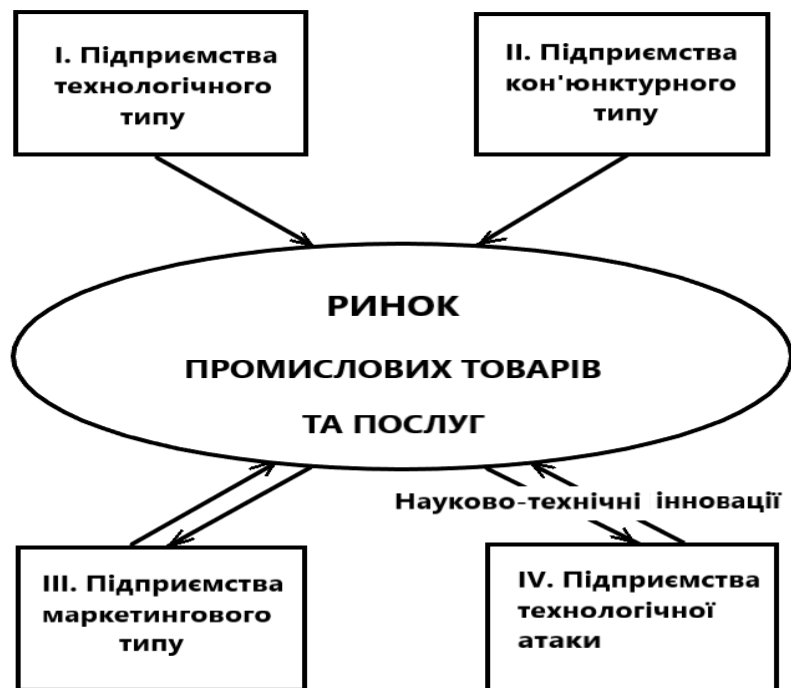 I. Підприємства
технологічного
типу
II. Підприємства
кон'юнктурного
типу
РИНОК
ПРОМИСЛОВИХ ТОВАРІВ
ТА ПОСЛУГ
Науково-технічні інновації
III. Підприємства
маркетингового
типу
IV. Підприємства
технологічної
атаки